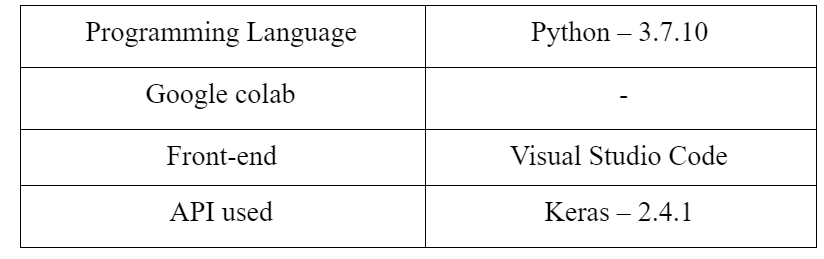 Programming Language Python – 3.7.10
Google colab -
Front-end Visual Studio Code
API used Keras – 2.4.1